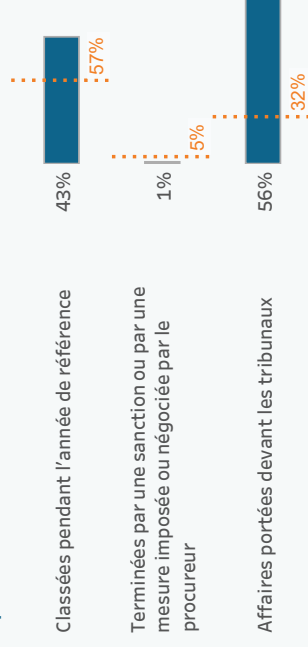 Classées pendant l'année de référence
43%
57%
Terminées par une sanction ou par une
mesure imposée ou négociée par le
procureur
1%
5%
Affaires portées devant les tribunaux
56%
32%